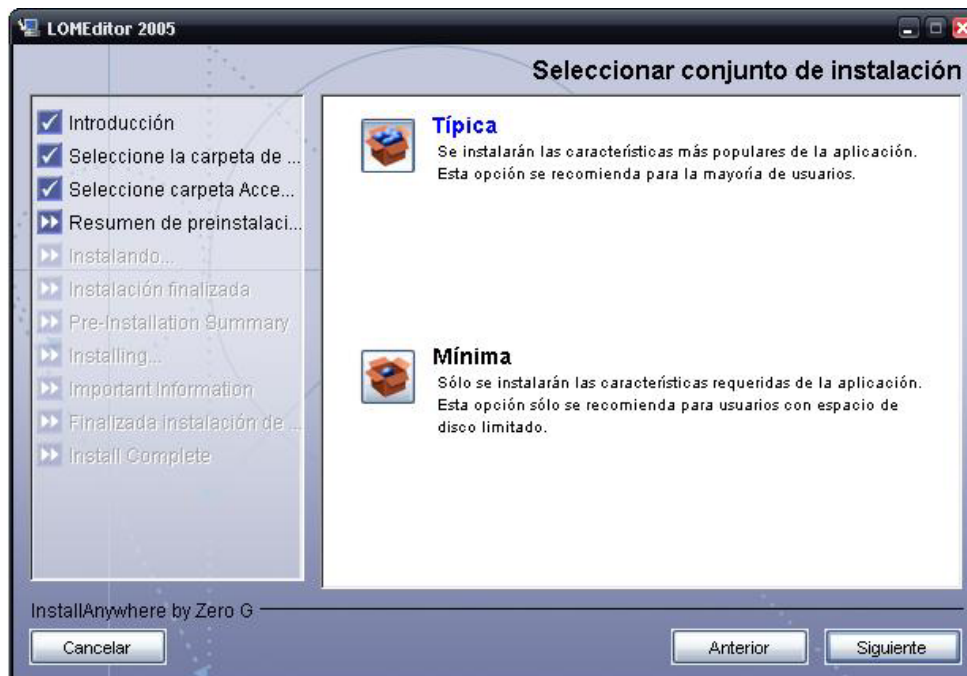 LOMEditor 2005
Seleccionar conjunto de instalación
Introducción
Seleccione la carpeta de ...
Seleccione carpeta Acce...
Resumen de preinstalaci...
Instalando...
Instalación finalizada
Pre-Installation Summary
Installing...
Important Information
Finalizada instalación de ...
Install Complete
Típica
Se instalarán las características más populares de la aplicación.
Esta opción se recomienda para la mayoría de usuarios.
Mínima
Sólo se instalarán las características requeridas de la aplicación.
Esta opción sólo se recomienda para usuarios con espacio de
disco limitado.
InstallAnywhere by Zero G
Cancelar
Anterior
Siguiente